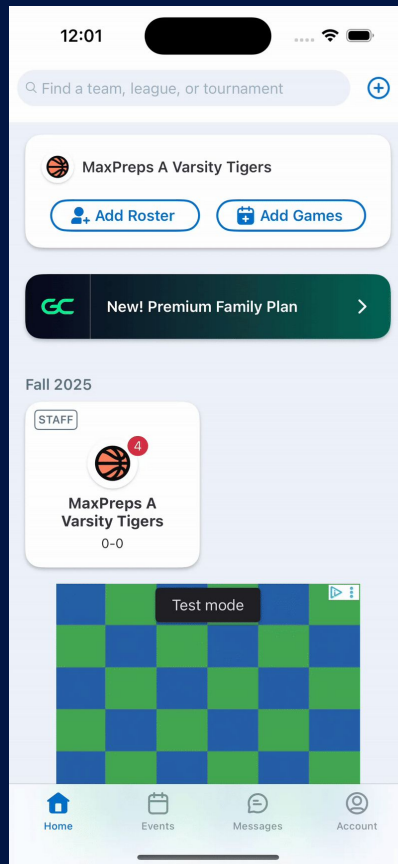 12:01
Find a team, league, or tournament
MaxPreps A Varsity Tigers
Add Roster
Add Games
GC
New! Premium Family Plan
Fall 2025
STAFF
4
MaxPreps A
Varsity Tigers
0-0
Test mode
Home
Events
Messages
Account